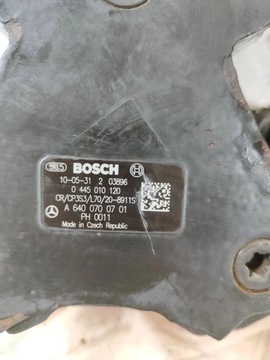 BOSCH
10-05-31 2 03896
0 445 010 120
CR/CP3S3/L70/20-8911S
A 640 070 07 01
PH 0011
Made in Czech Republic